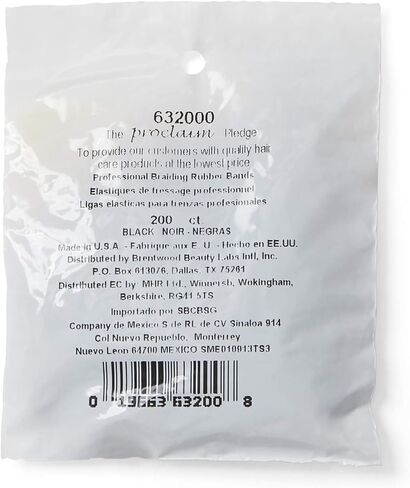 632000
The proclaim Pledge
To provide our customers with quality hair
care products at the lowest price.
Professional Braiding Rubber Bands
Elastiques de tressage professionnel
Ligas elasticas para trenzas profesionales
200 ct.
BLACK NOIR - NEGRAS
Made in U.S.A. - Fabrique aux E. U. - Hecho en EE.UU.
Distributed by Brentwood Beauty Labs Intl, Inc.
P.O. Box 613076, Dallas, TX 75261
Distributed EC by MHR Ltd., Winnersh, Wokingham,
Berkshire, RG41 5TS
Importado por SBCBSG
Company de Mexico S de RL de CV Sinaloa 914
Col Nuevo Repueblo, Monterrey
Nuevo Leon 64700 MEXICO SME010913TS3
0 19563 63200 8